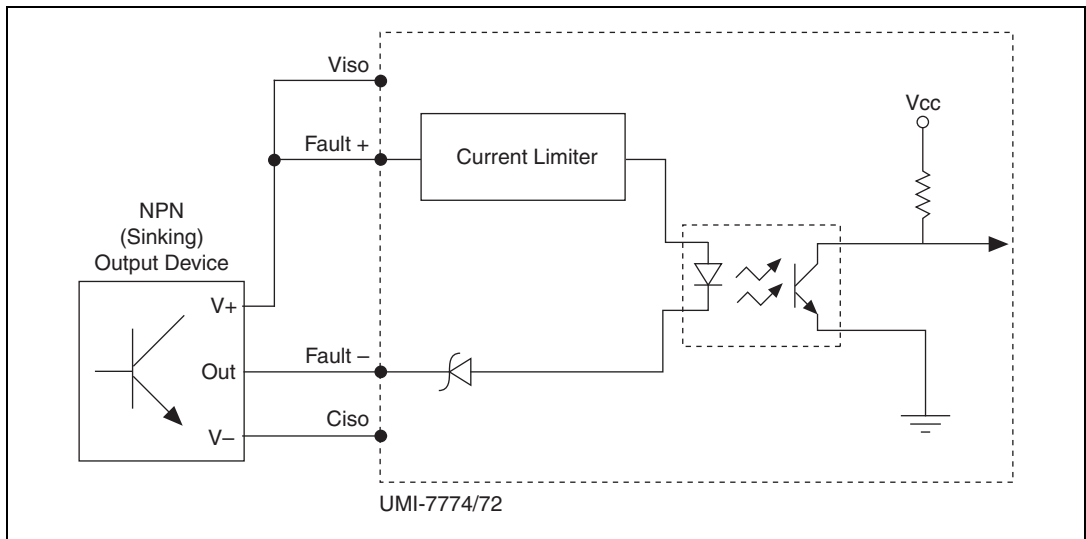 Viso
Vcc
Fault +
Current Limiter
NPN
(Sinking)
Output Device
V+
Fault –
Out
Ciso
V–
UMI-7774/72